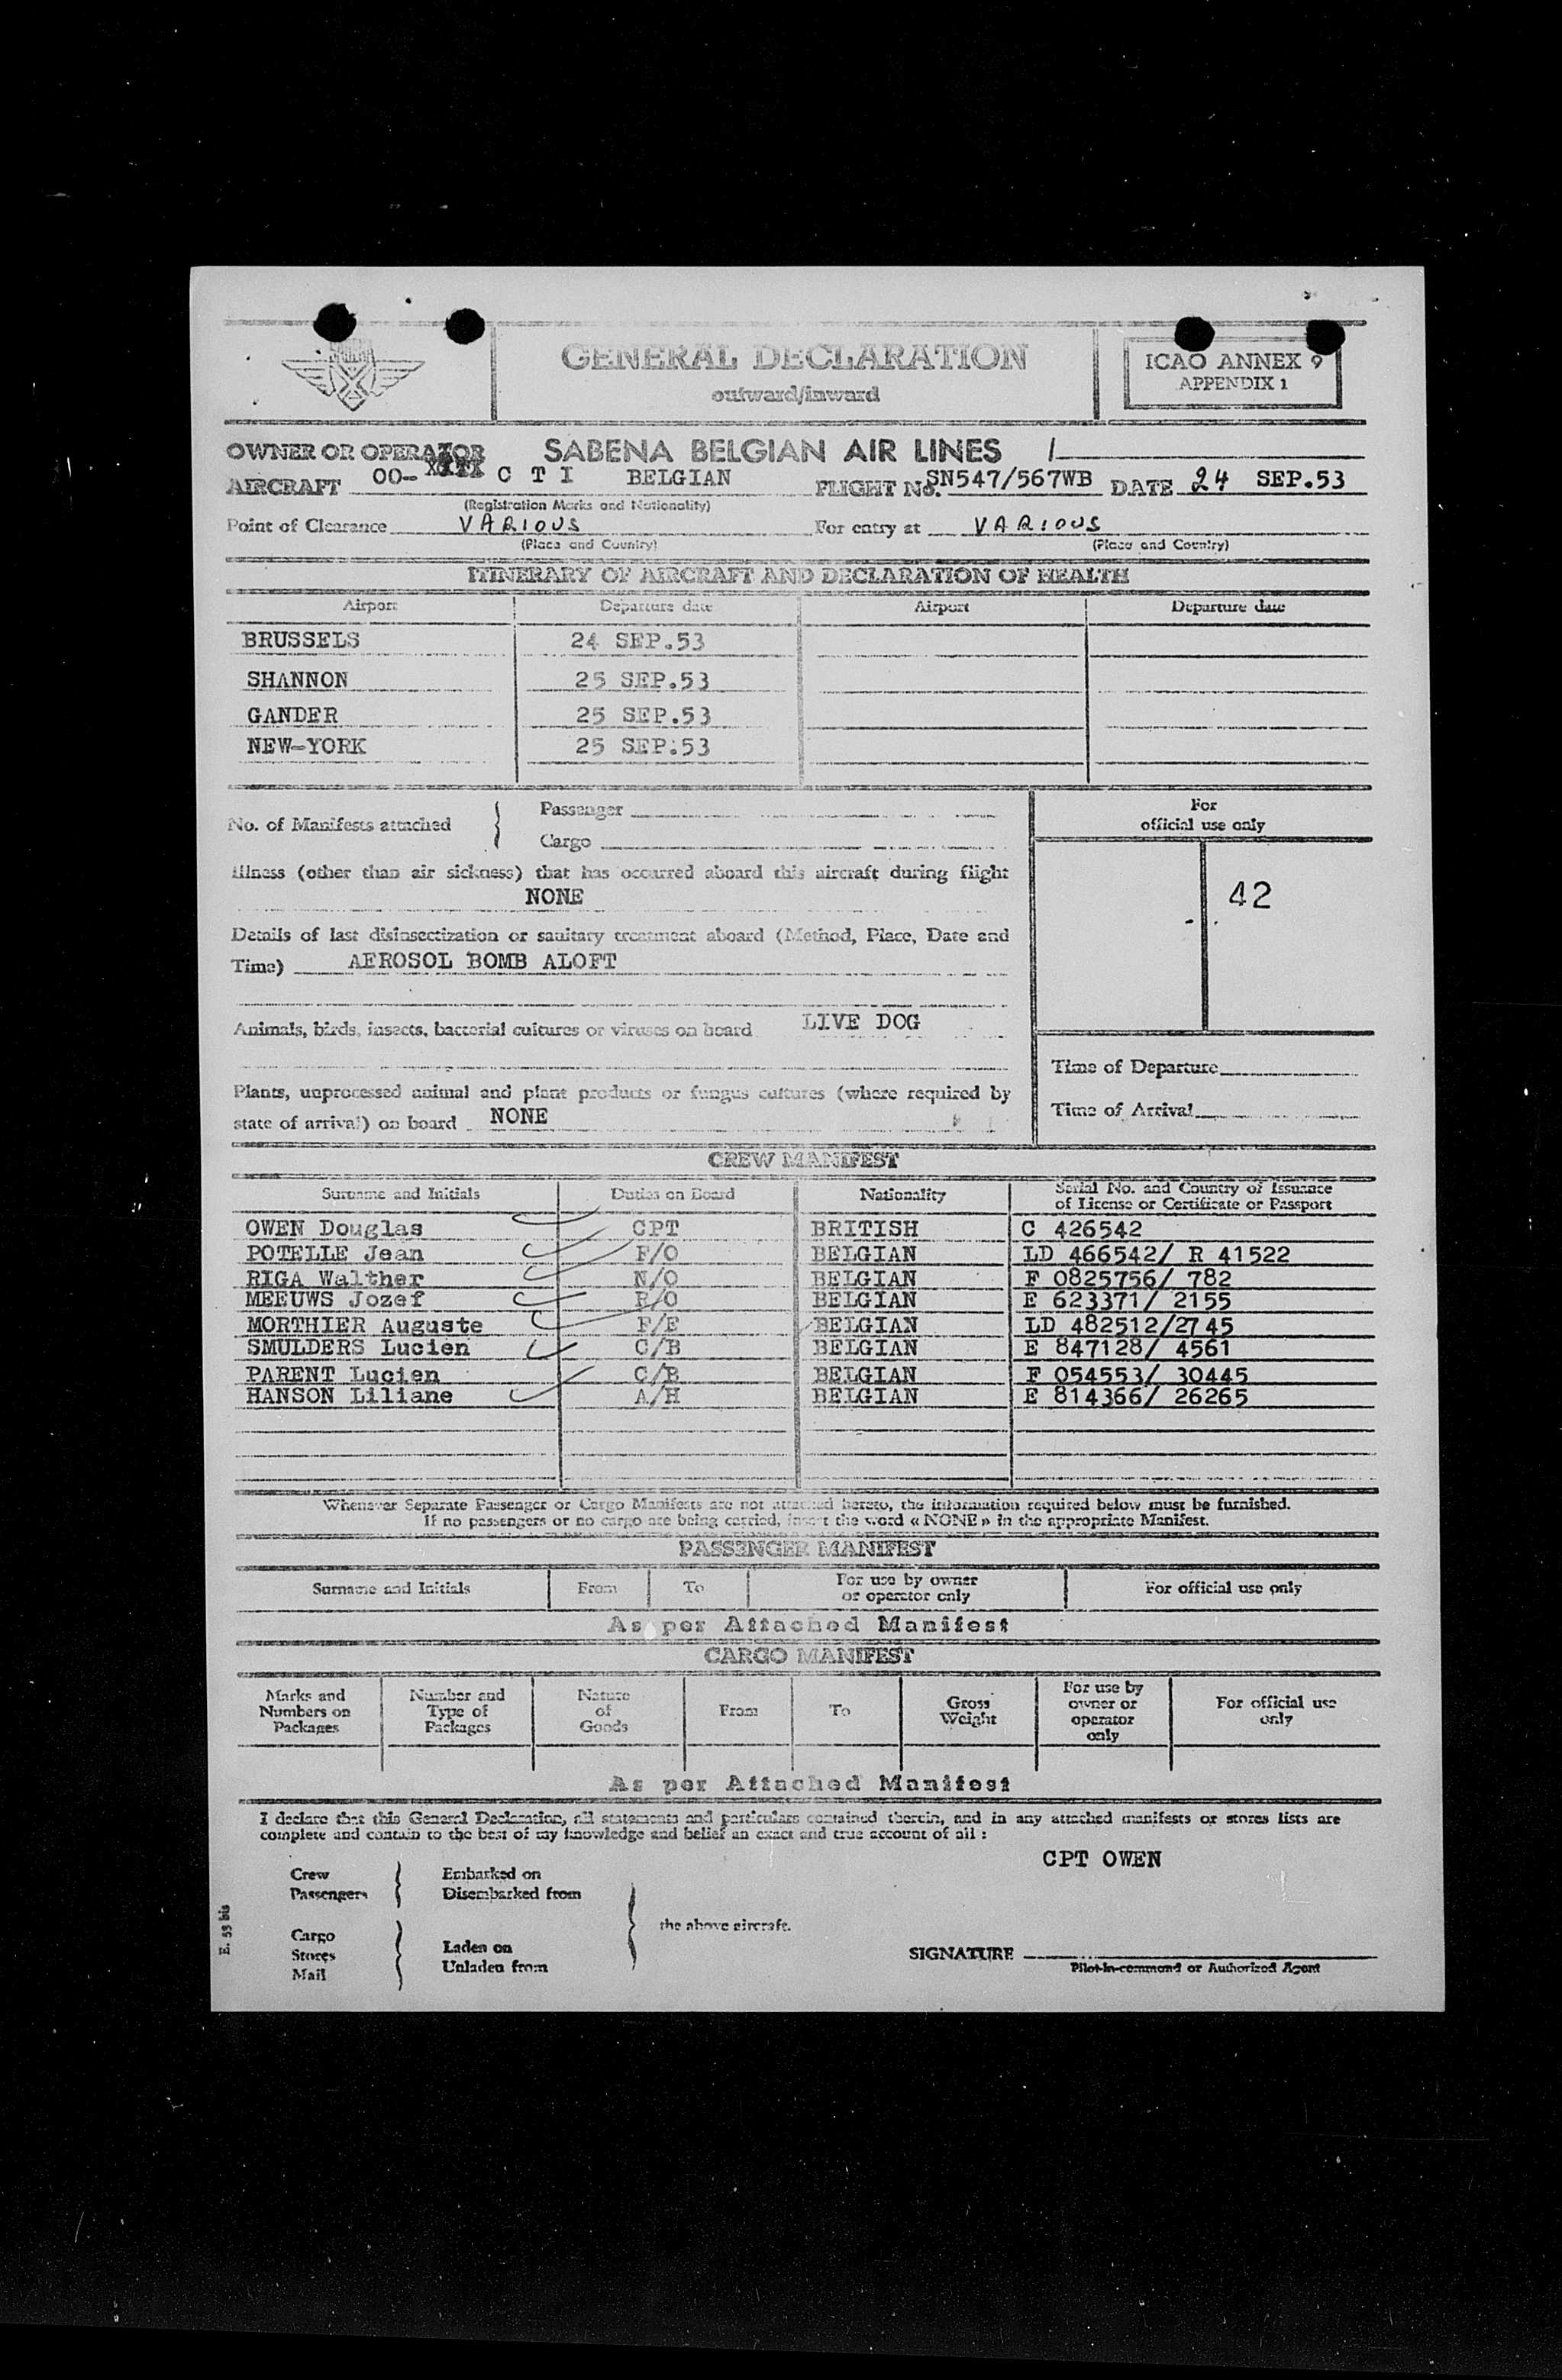 GENERAL DECLARATION
outward/inward
ICAO ANNEX 9
APPENDIX 1
OWNER OR OPERATOR SABENA BELGIAN AIR LINES
AIRCRAFT OO- C T I BELGIAN FLIGHT No. SN547/567WB DATE 24 SEP.53
(Registration Marks and Nationality)
Point of Clearance VARIOUS For entry at VARIOUS
(Place and Country) (Place and Country)
ITINERARY OF AIRCRAFT AND DECLARATION OF HEALTH
Airport Departure date Airport Departure date
BRUSSELS 24 SEP.53
SHANNON 25 SEP.53
GANDER 25 SEP.53
NEW-YORK 25 SEP.53
No. of Manifests attached { Passenger
Cargo
For
official use only
42
Illness (other than air sickness) that has occurred aboard this aircraft during flight
NONE
Details of last disinsectization or sanitary treatment aboard (Method, Place, Date and
Time) AEROSOL BOMB ALOFT
Animals, birds, insects, bacterial cultures or viruses on board LIVE DOG
Plants, unprocessed animal and plant products or fungus cultures (where required by
state of arrival) on board NONE
Time of Departure
Time of Arrival
CREW MANIFEST
Surname and Initials Duties on Board Nationality Serial No. and Country of Issuance
of License or Certificate or Passport
OWEN Douglas CPT BRITISH C 426542
POTELLE Jean F/O BELGIAN LD 466542/ R 41522
RIGA Walther N/O BELGIAN F 0825756/ 782
MEEUWS Jozef R/O BELGIAN E 623371/ 2155
MORTHIER Auguste F/E BELGIAN LD 482512/2745
SMULDERS Lucien C/B BELGIAN E 847128/ 4561
PARENT Lucien C/B BELGIAN F 054553/ 30445
HANSON Liliane A/H BELGIAN E 814366/ 26265
Whenever Separate Passenger or Cargo Manifests are not attached hereto, the information required below must be furnished.
If no passengers or no cargo are being carried, insert the word « NONE » in the appropriate Manifest.
PASSENGER MANIFEST
Surname and Initials From To For use by owner
or operator only For official use only
As per Attached Manifest
CARGO MANIFEST
Marks and
Numbers on
Packages
Number and
Type of
Packages
Nature
of
Goods
From
To
Gross
Weight
For use by
owner or
operator
only
For official use
only
As per Attached Manifest
I declare that this General Declaration, all statements and particulars contained therein, and in any attached manifests or stores lists are
complete and contain to the best of my knowledge and belief an exact and true account of all :
CPT OWEN
Crew
Passengers
Embarked on
Disembarked from
Cargo
Stores
Mail
Laden on
Unladen from
the above aircraft.
SIGNATURE
Pilot-in-command or Authorized Agent
E. 55 bis